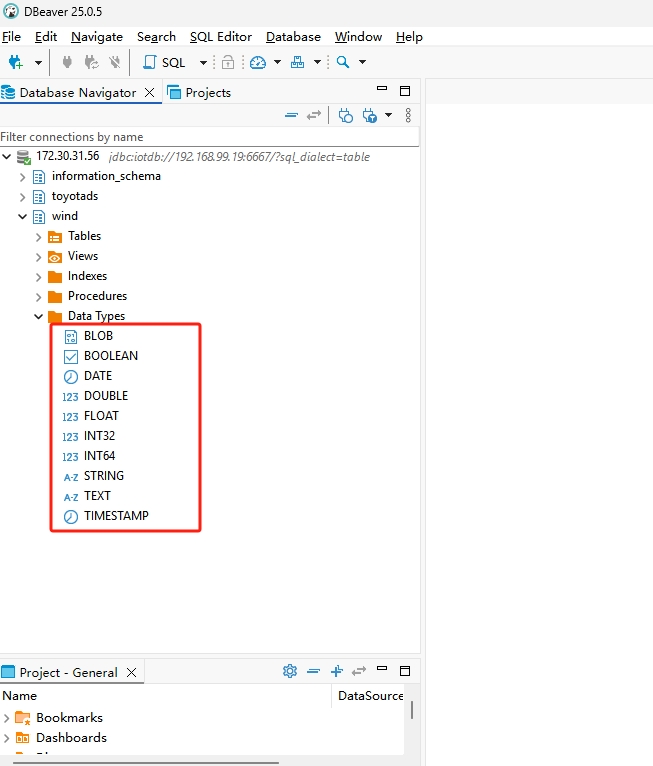 DBeaver 25.0.5
File Edit Navigate Search SQL Editor Database Window Help
SQL
Database Navigator Projects
Filter connections by name
172.30.31.56 jdbc:iotdb://192.168.99.19:6667/?sql_dialect=table
information_schema
toyotads
wind
Tables
Views
Indexes
Procedures
Data Types
BLOB
BOOLEAN
DATE
123 DOUBLE
123 FLOAT
123 INT32
123 INT64
A-Z STRING
A-Z TEXT
TIMESTAMP
Project - General
Name DataSource
Bookmarks
Dashboards